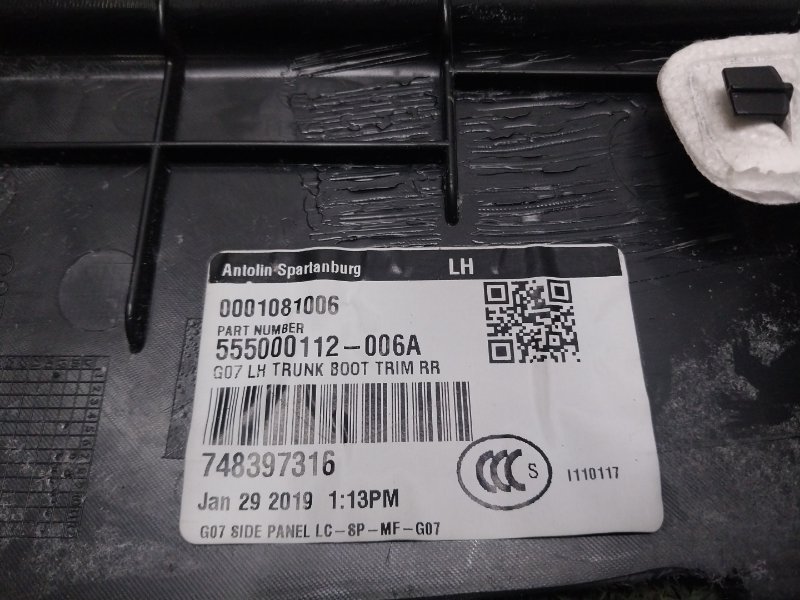 Antolin-Spartanburg LH
0001081006
PART NUMBER
555000112-006A
G07 LH TRUNK BOOT TRIM RR
748397316
CCC S
I110117
Jan 29 2019 1:13PM
G07 SIDE PANEL LC-SP-MF-G07